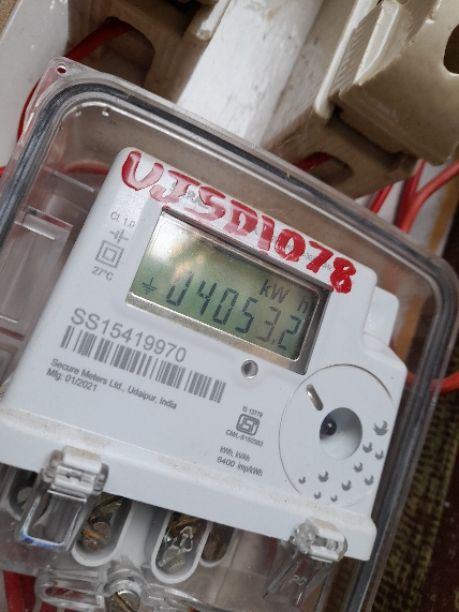 VJSD1078
CL 1.0
27°C
kW h
04053.2
SS15419970
Secure Meters Ltd., Udaipur, India
Mfg: 01/2021
IS 13779
kWh, kVAh
6400 imp/kWh